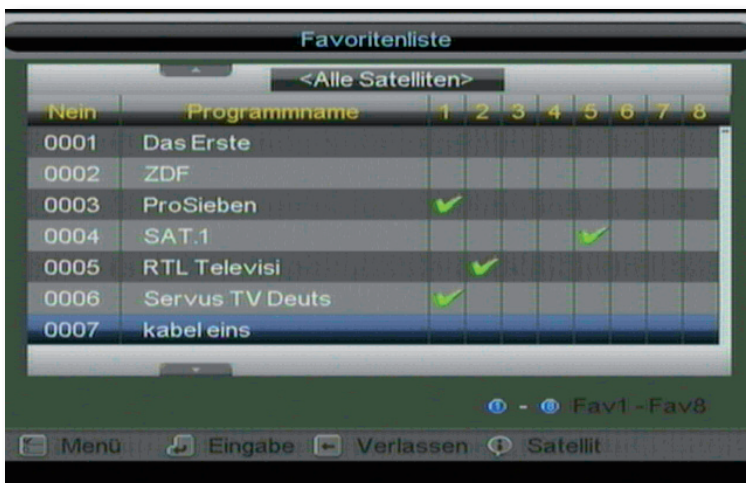 Favoritenliste
<Alle Satelliten>
Nein Programmname 1 2 3 4 5 6 7 8
0001 Das Erste
0002 ZDF
0003 ProSieben
0004 SAT.1
0005 RTL Televisi
0006 Servus TV Deuts
0007 kabel eins
1 - 8 Fav1 - Fav8
Menü Eingabe Verlassen Satellit